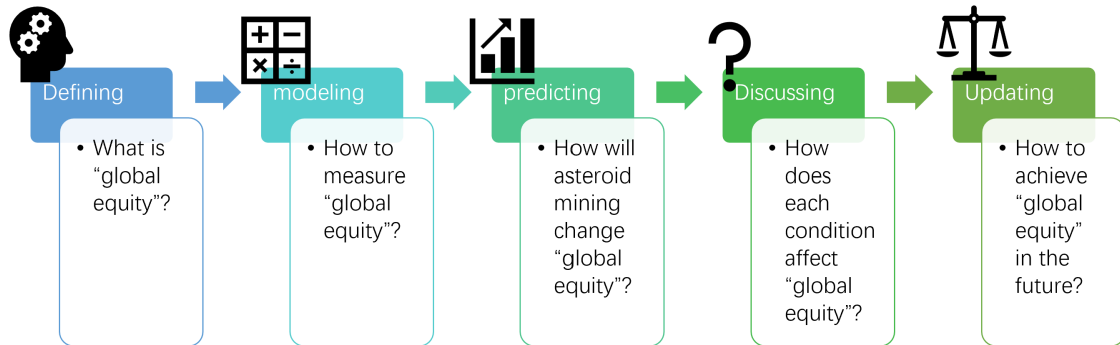 Defining
• What is
“global
equity”?
modeling
• How to
measure
“global
equity”?
predicting
• How will
asteroid
mining
change
“global
equity”?
Discussing
• How
does
each
condition
affect
“global
equity”?
Updating
• How to
achieve
“global
equity”
in the
future?